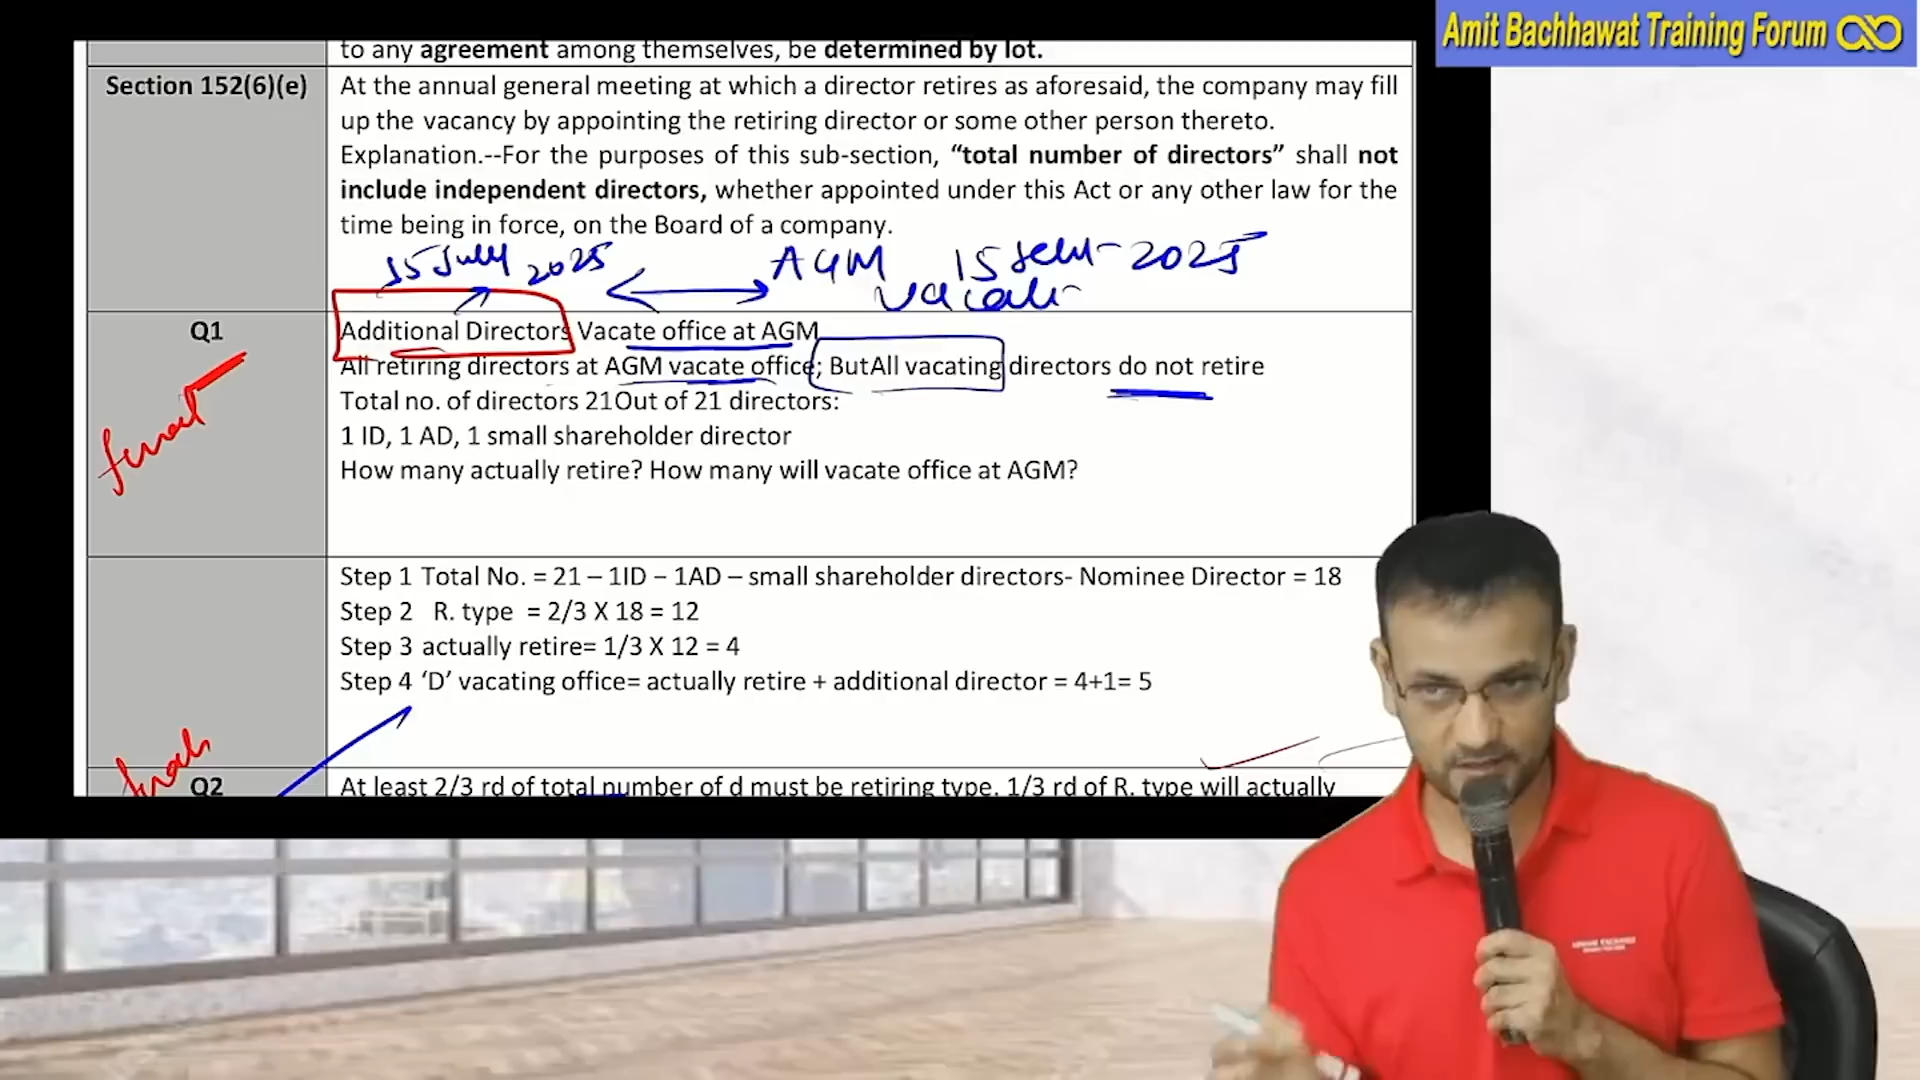 Amit Bachhawat Training Forum
to any agreement among themselves, be determined by lot.
Section 152(6)(e)
At the annual general meeting at which a director retires as aforesaid, the company may fill
up the vacancy by appointing the retiring director or some other person thereto.
Explanation.--For the purposes of this sub-section, “total number of directors” shall not
include independent directors, whether appointed under this Act or any other law for the
time being in force, on the Board of a company.
15 July 2025 AGM 15 2025
Q1
Additional Directors Vacate office at AGM
All retiring directors at AGM vacate office; ButAll vacating directors do not retire
Total no. of directors 21Out of 21 directors:
1 ID, 1 AD, 1 small shareholder director
How many actually retire? How many will vacate office at AGM?
Step 1 Total No. = 21 – 1ID – 1AD – small shareholder directors- Nominee Director = 18
Step 2 R. type = 2/3 X 18 = 12
Step 3 actually retire= 1/3 X 12 = 4
Step 4 ‘D’ vacating office= actually retire + additional director = 4+1= 5
Q2
At least 2/3 rd of total number of d must be retiring type. 1/3 rd of R. type will actually